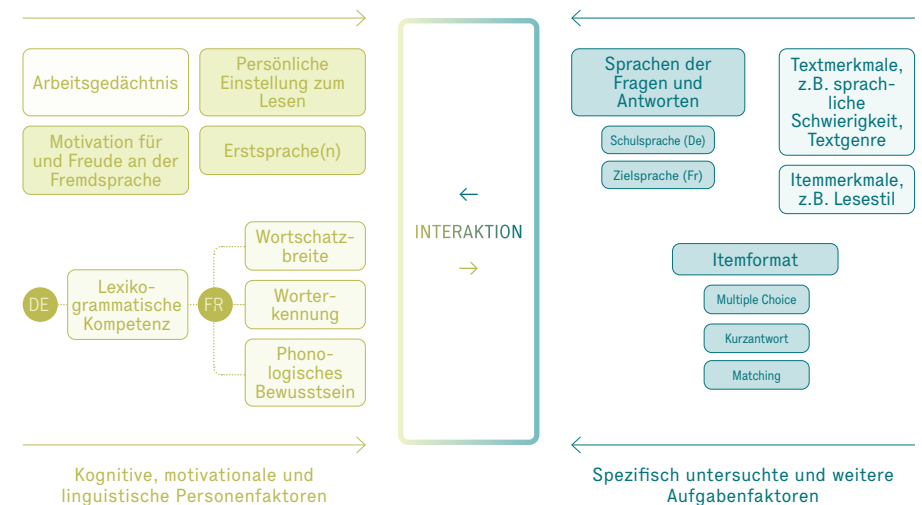 Arbeitsgedächtnis
Persönliche
Einstellung zum
Lesen
Motivation für
und Freude an der
Fremdsprache
Erstsprache(n)
DE
Lexiko-
grammatische
Kompetenz
FR
Wortschatz-
breite
Worter-
kennung
Phono-
logisches
Bewusstsein
Kognitive, motivationale und
linguistische Personenfaktoren
←
INTERAKTION
→
Sprachen der
Fragen und
Antworten
Schulsprache (De)
Zielsprache (Fr)
Textmerkmale,
z.B. sprach-
liche
Schwierigkeit,
Textgenre
Itemmerkmale,
z.B. Lesestil
Itemformat
Multiple Choice
Kurzantwort
Matching
Spezifisch untersuchte und weitere
Aufgabenfaktoren